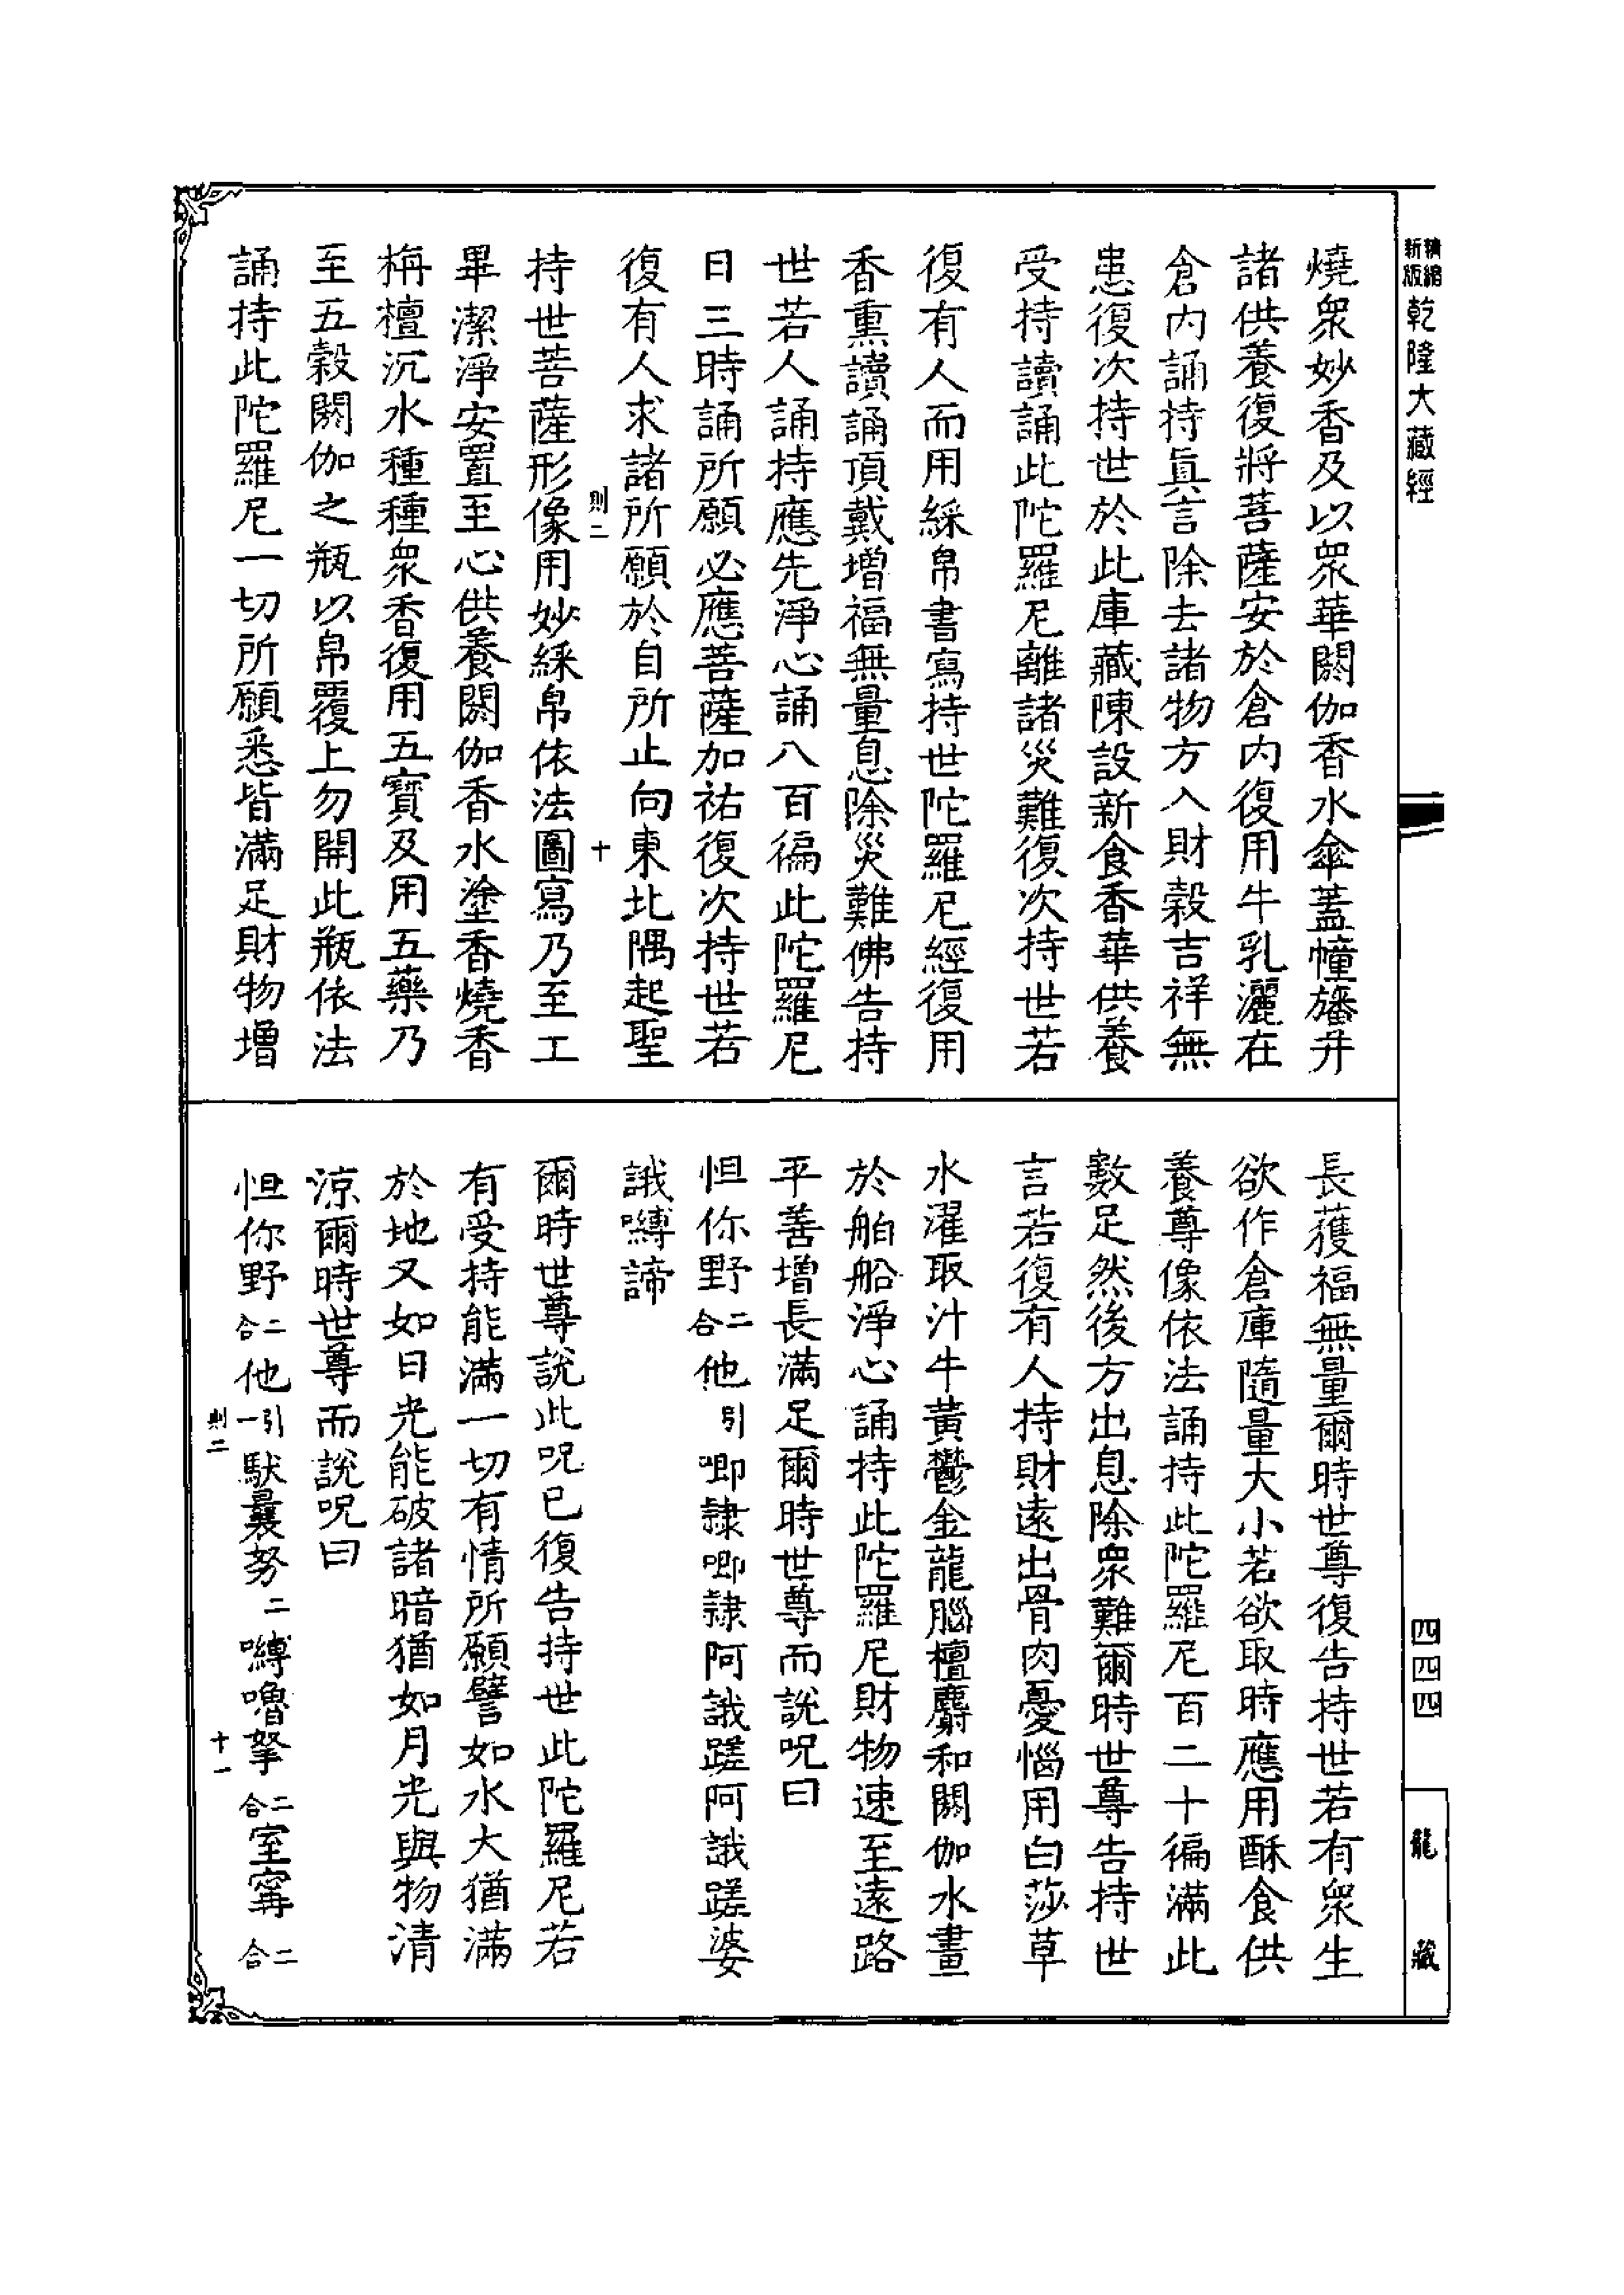 精縮新版乾隆大藏經
燒衆妙香及以衆華閼伽香水傘蓋幢旛并
諸供養復將菩薩安於倉內復用牛乳灑在
倉內誦持眞言除去諸物方入財穀吉祥無
患復次持世於此庫藏陳設新食香華供養
受持讀誦此陀羅尼離諸災難復次持世若
復有人而用綵帛書寫持世陀羅尼經復用
香熏讀誦頂戴增福無量息除災難佛告持
世若人誦持應先淨心誦八百徧此陀羅尼
日三時誦所願必應菩薩加祐復次持世若
復有人求諸所願於自所止向東北隅起聖
則二 十
持世菩薩形像用妙綵帛依法圖寫乃至工
畢潔淨安置至心供養閼伽香水塗香燒香
栴檀沉水種種衆香復用五寶及用五藥乃
至五穀閼伽之瓶以帛覆上勿開此瓶依法
誦持此陀羅尼一切所願悉皆滿足財物增
長獲福無量爾時世尊復告持世若有衆生
欲作倉庫隨量大小若欲取時應用酥食供
養尊像依法誦持此陀羅尼百二十徧滿此
數足然後方出息除衆難爾時世尊告持世
言若復有人持財遠出骨肉憂惱用白莎草
水濯取汁牛黃鬱金龍腦檀麝和閼伽水畫
於舶船淨心誦持此陀羅尼財物速至遠路
平善增長滿足爾時世尊而說呪曰
怛你野二合他引唧隸唧隸阿誐蹉阿誐蹉婆
誐嚩諦
爾時世尊說此呪已復告持世此陀羅尼若
有受持能滿一切有情所願譬如水大猶滿
於地又如日光能破諸暗猶如月光與物清
涼爾時世尊而說呪曰
怛你野二合他引一馱曩努二嚩嚕拏二合室甯二合
則二 十一
四四四
龍藏